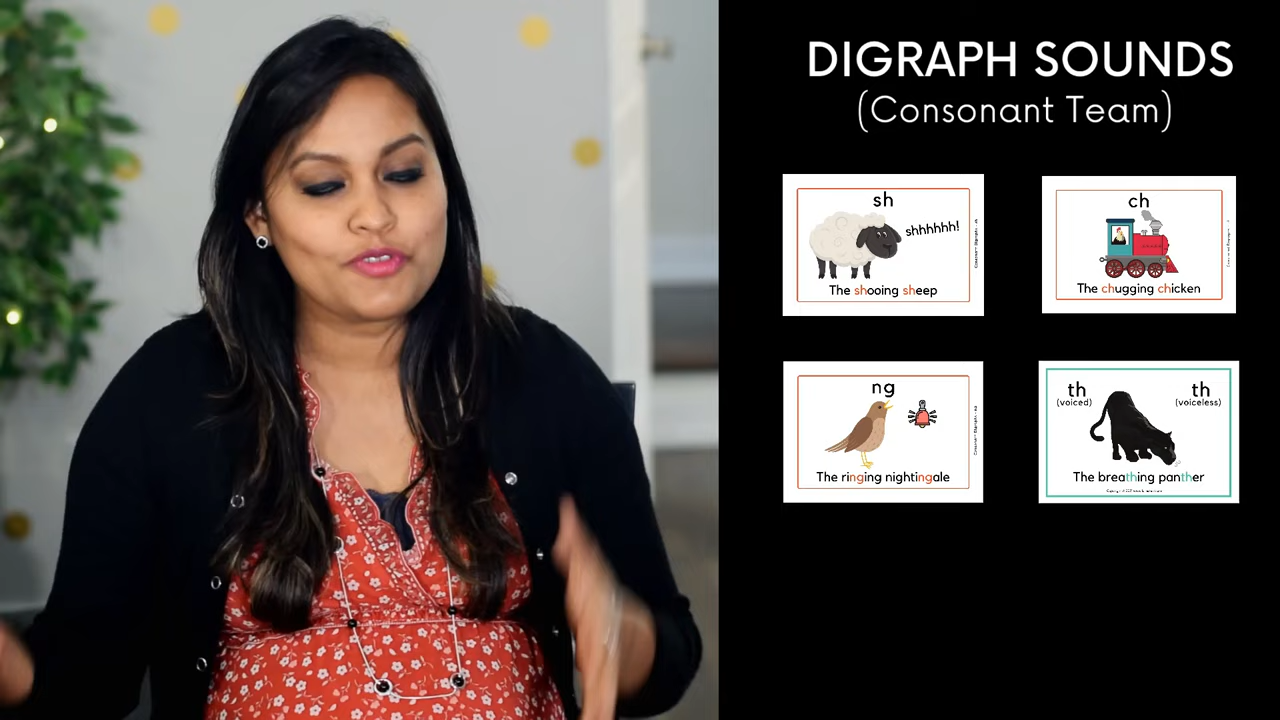 DIGRAPH SOUNDS
(Consonant Team)
sh
shhhhhh!
The shooing sheep
ch
The chugging chicken
ng
The ringing nightingale
th
(voiced)
th
(voiceless)
The breathing panther